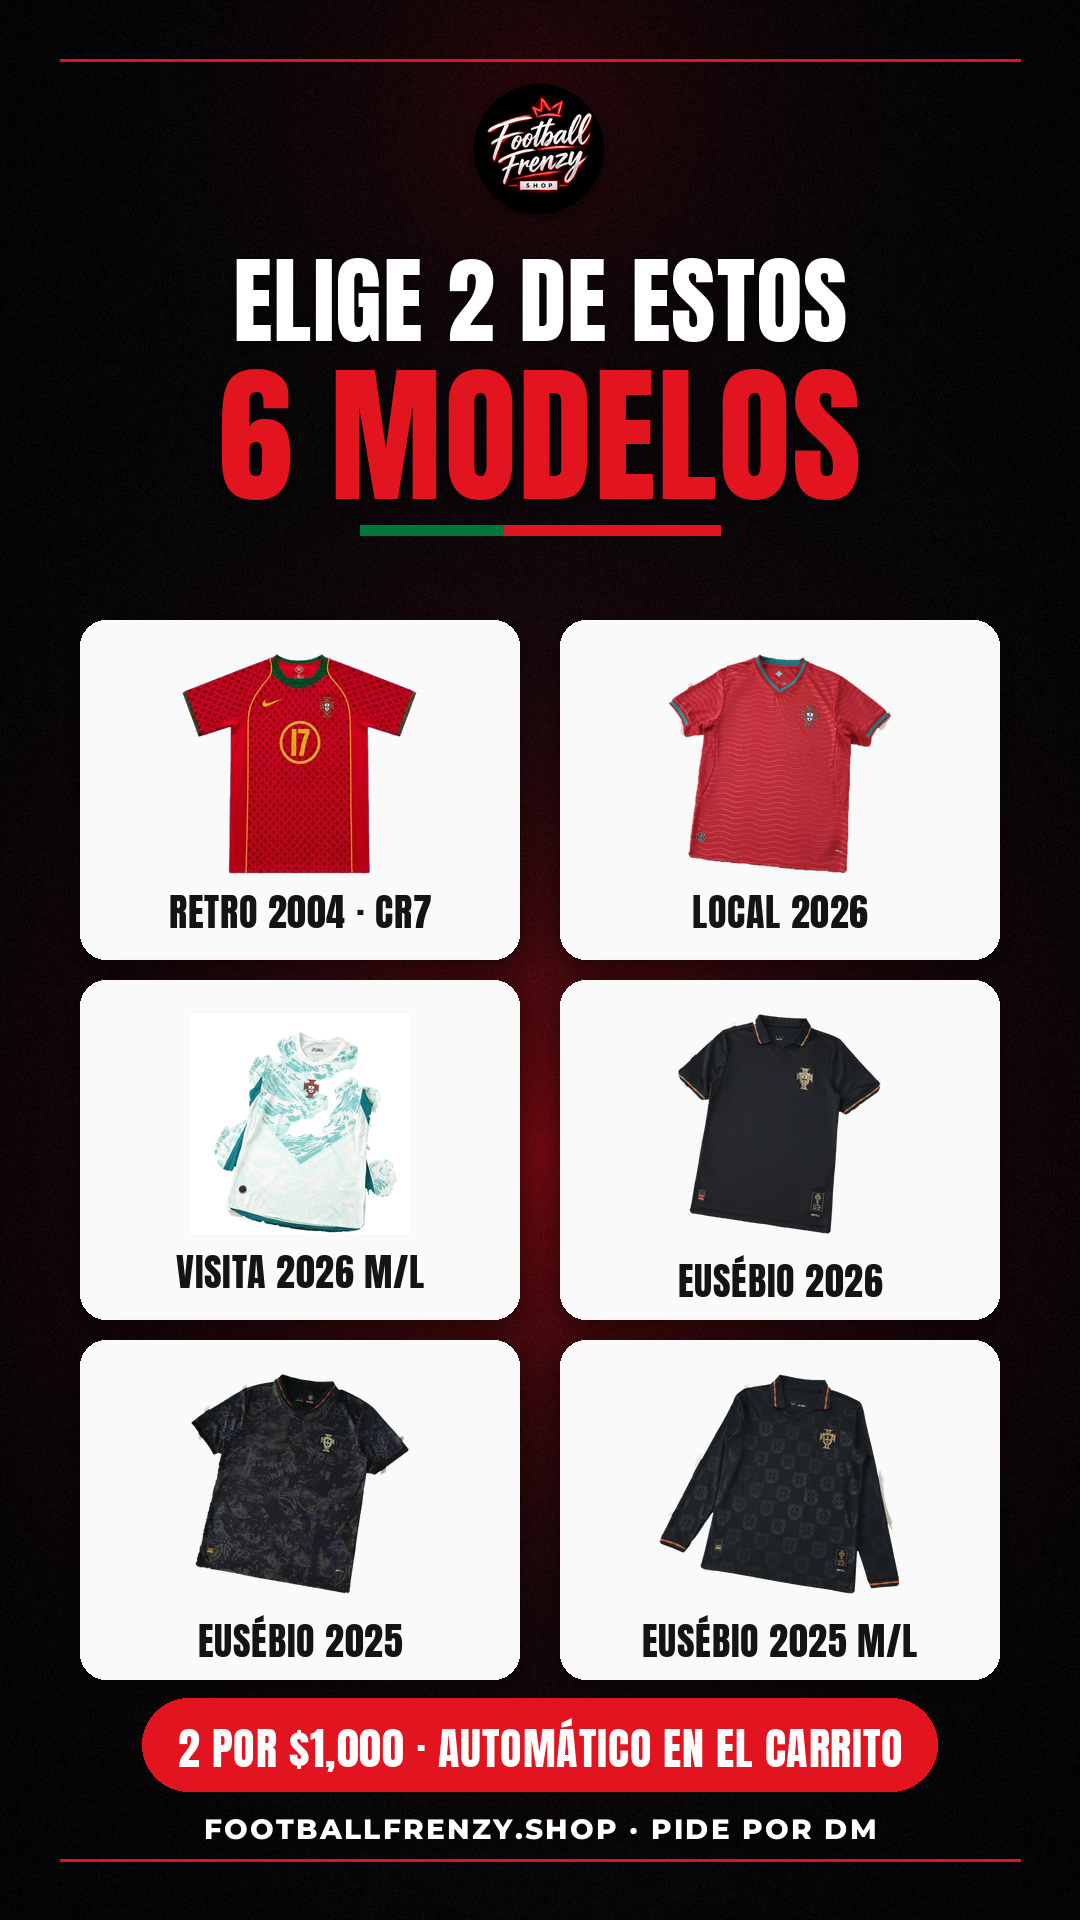 Football
Frenzy
SHOP
ELIGE 2 DE ESTOS
6 MODELOS
17
RETRO 2004 · CR7
LOCAL 2026
VISITA 2026 M/L
EUSÉBIO 2026
EUSÉBIO 2025
EUSÉBIO 2025 M/L
2 POR $1,000 · AUTOMÁTICO EN EL CARRITO
FOOTBALLFRENZY.SHOP · PIDE POR DM